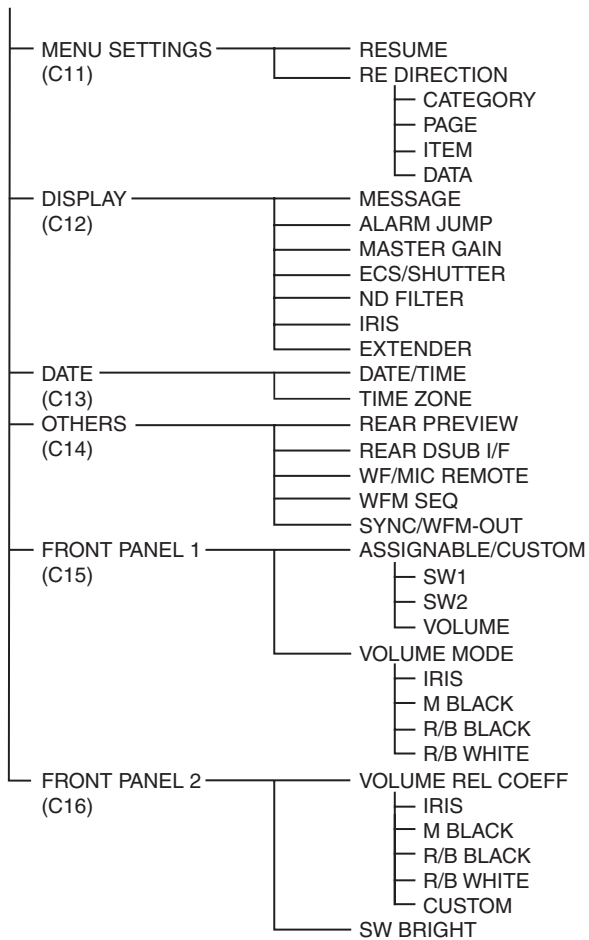 MENU SETTINGS RESUME
(C11) RE DIRECTION
CATEGORY
PAGE
ITEM
DATA
DISPLAY MESSAGE
(C12) ALARM JUMP
MASTER GAIN
ECS/SHUTTER
ND FILTER
IRIS
EXTENDER
DATE DATE/TIME
(C13) TIME ZONE
OTHERS REAR PREVIEW
(C14) REAR DSUB I/F
WF/MIC REMOTE
WFM SEQ
SYNC/WFM-OUT
FRONT PANEL 1 ASSIGNABLE/CUSTOM
(C15) SW1
SW2
VOLUME
VOLUME MODE
IRIS
M BLACK
R/B BLACK
R/B WHITE
FRONT PANEL 2 VOLUME REL COEFF
(C16) IRIS
M BLACK
R/B BLACK
R/B WHITE
CUSTOM
SW BRIGHT